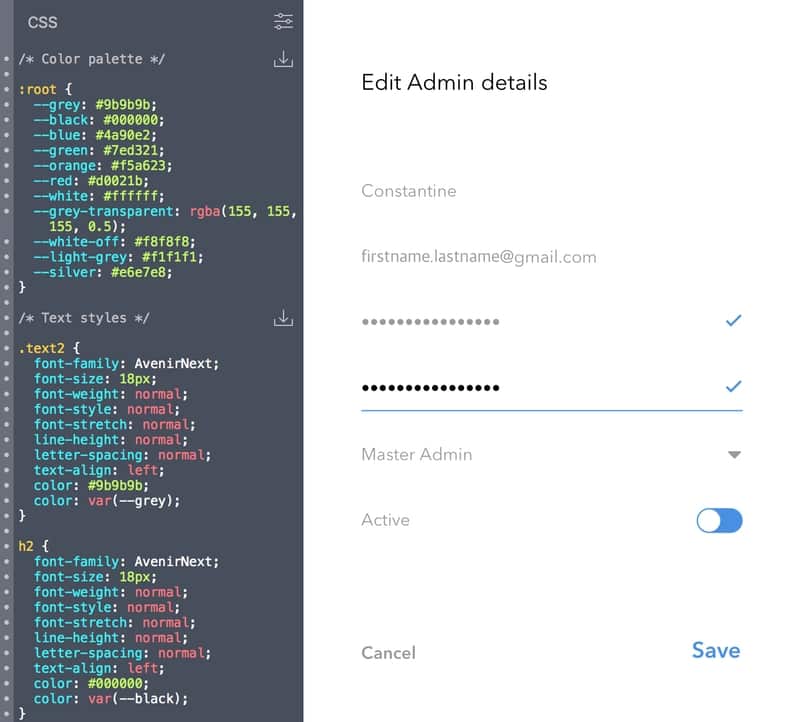 CSS
/* Color palette */
:root {
--grey: #9b9b9b;
--black: #000000;
--blue: #4a90e2;
--green: #7ed321;
--orange: #f5a623;
--red: #d0021b;
--white: #ffffff;
--grey-transparent: rgba(155, 155,
155, 0.5);
--white-off: #f8f8f8;
--light-grey: #f1f1f1;
--silver: #e6e7e8;
}
/* Text styles */
.text2 {
font-family: AvenirNext;
font-size: 18px;
font-weight: normal;
font-style: normal;
font-stretch: normal;
line-height: normal;
letter-spacing: normal;
text-align: left;
color: #9b9b9b;
color: var(--grey);
}
h2 {
font-family: AvenirNext;
font-size: 18px;
font-weight: normal;
font-style: normal;
font-stretch: normal;
line-height: normal;
letter-spacing: normal;
text-align: left;
color: #000000;
color: var(--black);
}
Edit Admin details
Constantine
firstname.lastname@gmail.com
••••••••••••••••
••••••••••••••••
Master Admin
Active
Cancel
Save